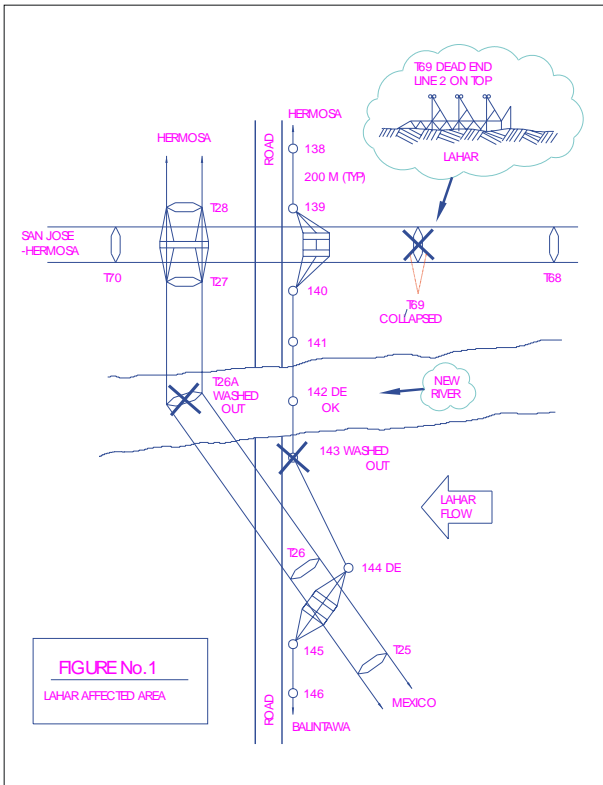 T69 DEAD END
LINE 2 ON TOP
LAHAR
HERMOSA
HERMOSA
ROAD
138
200 M (TYP)
T28
139
SAN JOSE
-HERMOSA
T70
T27
140
T69
COLLAPSED
T68
141
T26A
WASHED
OUT
142 DE
OK
NEW
RIVER
143 WASHED
OUT
LAHAR
FLOW
T26
144 DE
145
T25
146
MEXICO
ROAD
BALINTAWA
FIGURE No.1
LAHAR AFFECTED AREA